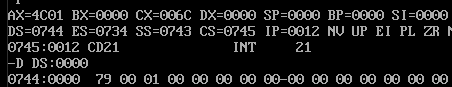 AX=4C01 BX=0000 CX=006C DX=0000 SP=0000 BP=0000 SI=0000
DS=0744 ES=0734 SS=0743 CS=0745 IP=0012 NV UP EI PL ZR N
0745:0012 CD21 INT 21
-D DS:0000
0744:0000 79 00 01 00 00 00 00 00-00 00 00 00 00 00